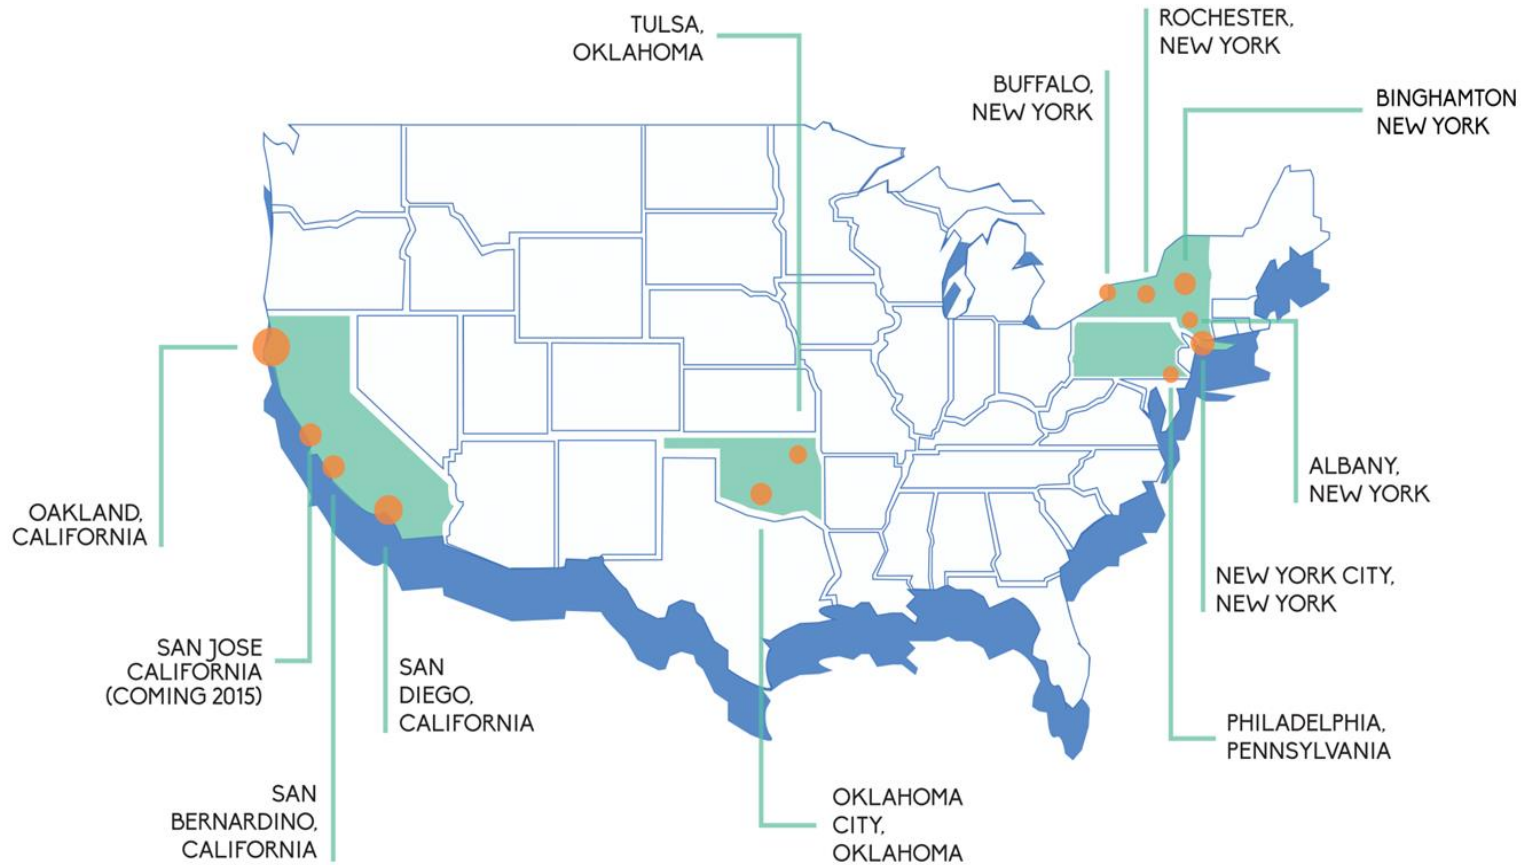 TULSA,
OKLAHOMA
ROCHESTER,
NEW YORK
BUFFALO,
NEW YORK
BINGHAMTON
NEW YORK
OAKLAND,
CALIFORNIA
ALBANY,
NEW YORK
NEW YORK CITY,
NEW YORK
SAN JOSE
CALIFORNIA
(COMING 2015)
SAN
DIEGO,
CALIFORNIA
PHILADELPHIA,
PENNSYLVANIA
SAN
BERNARDINO,
CALIFORNIA
OKLAHOMA
CITY,
OKLAHOMA